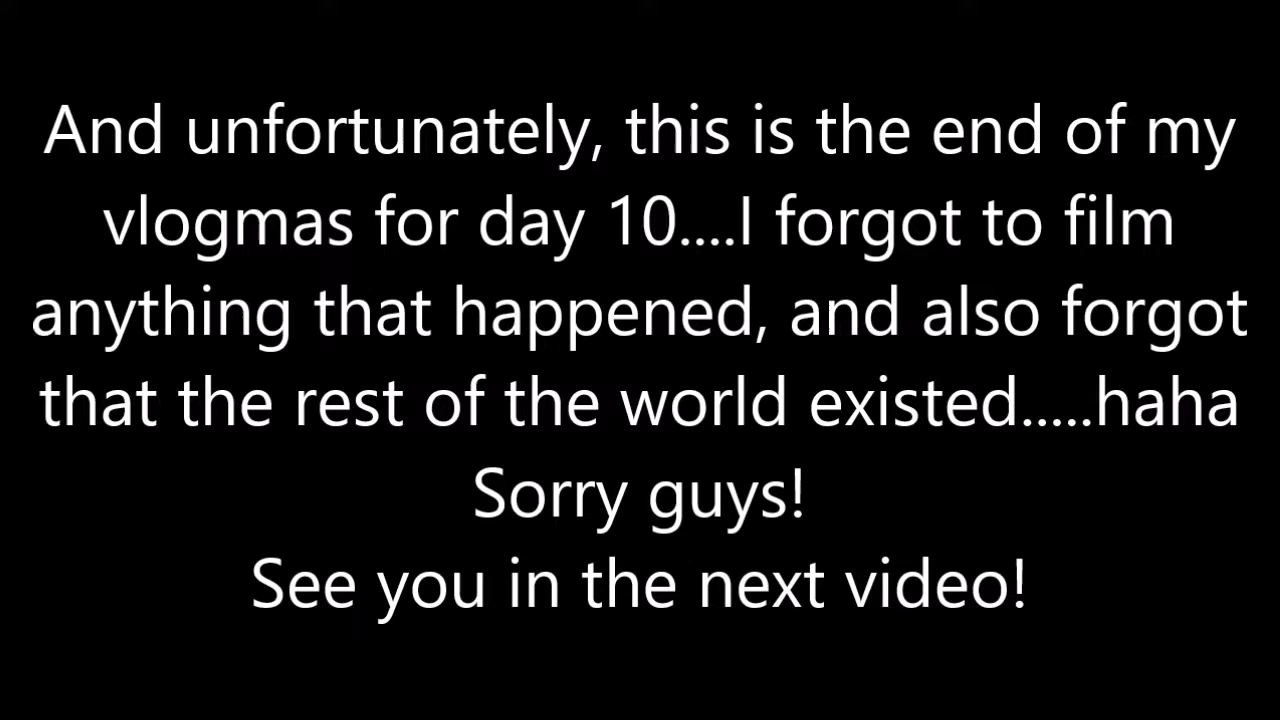 And unfortunately, this is the end of my
vlogmas for day 10....I forgot to film
anything that happened, and also forgot
that the rest of the world existed.....haha
Sorry guys!
See you in the next video!